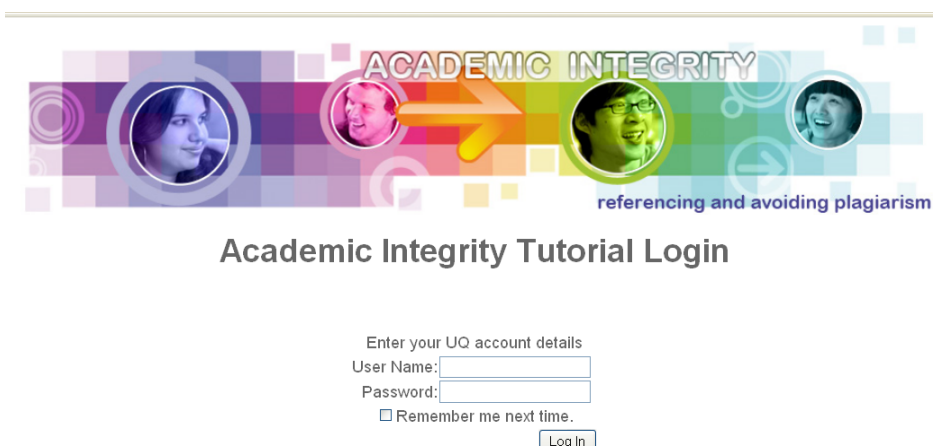 ACADEMIC INTEGRITY
referencing and avoiding plagiarism
Academic Integrity Tutorial Login
Enter your UQ account details
User Name:
Password:
Remember me next time.
Log In